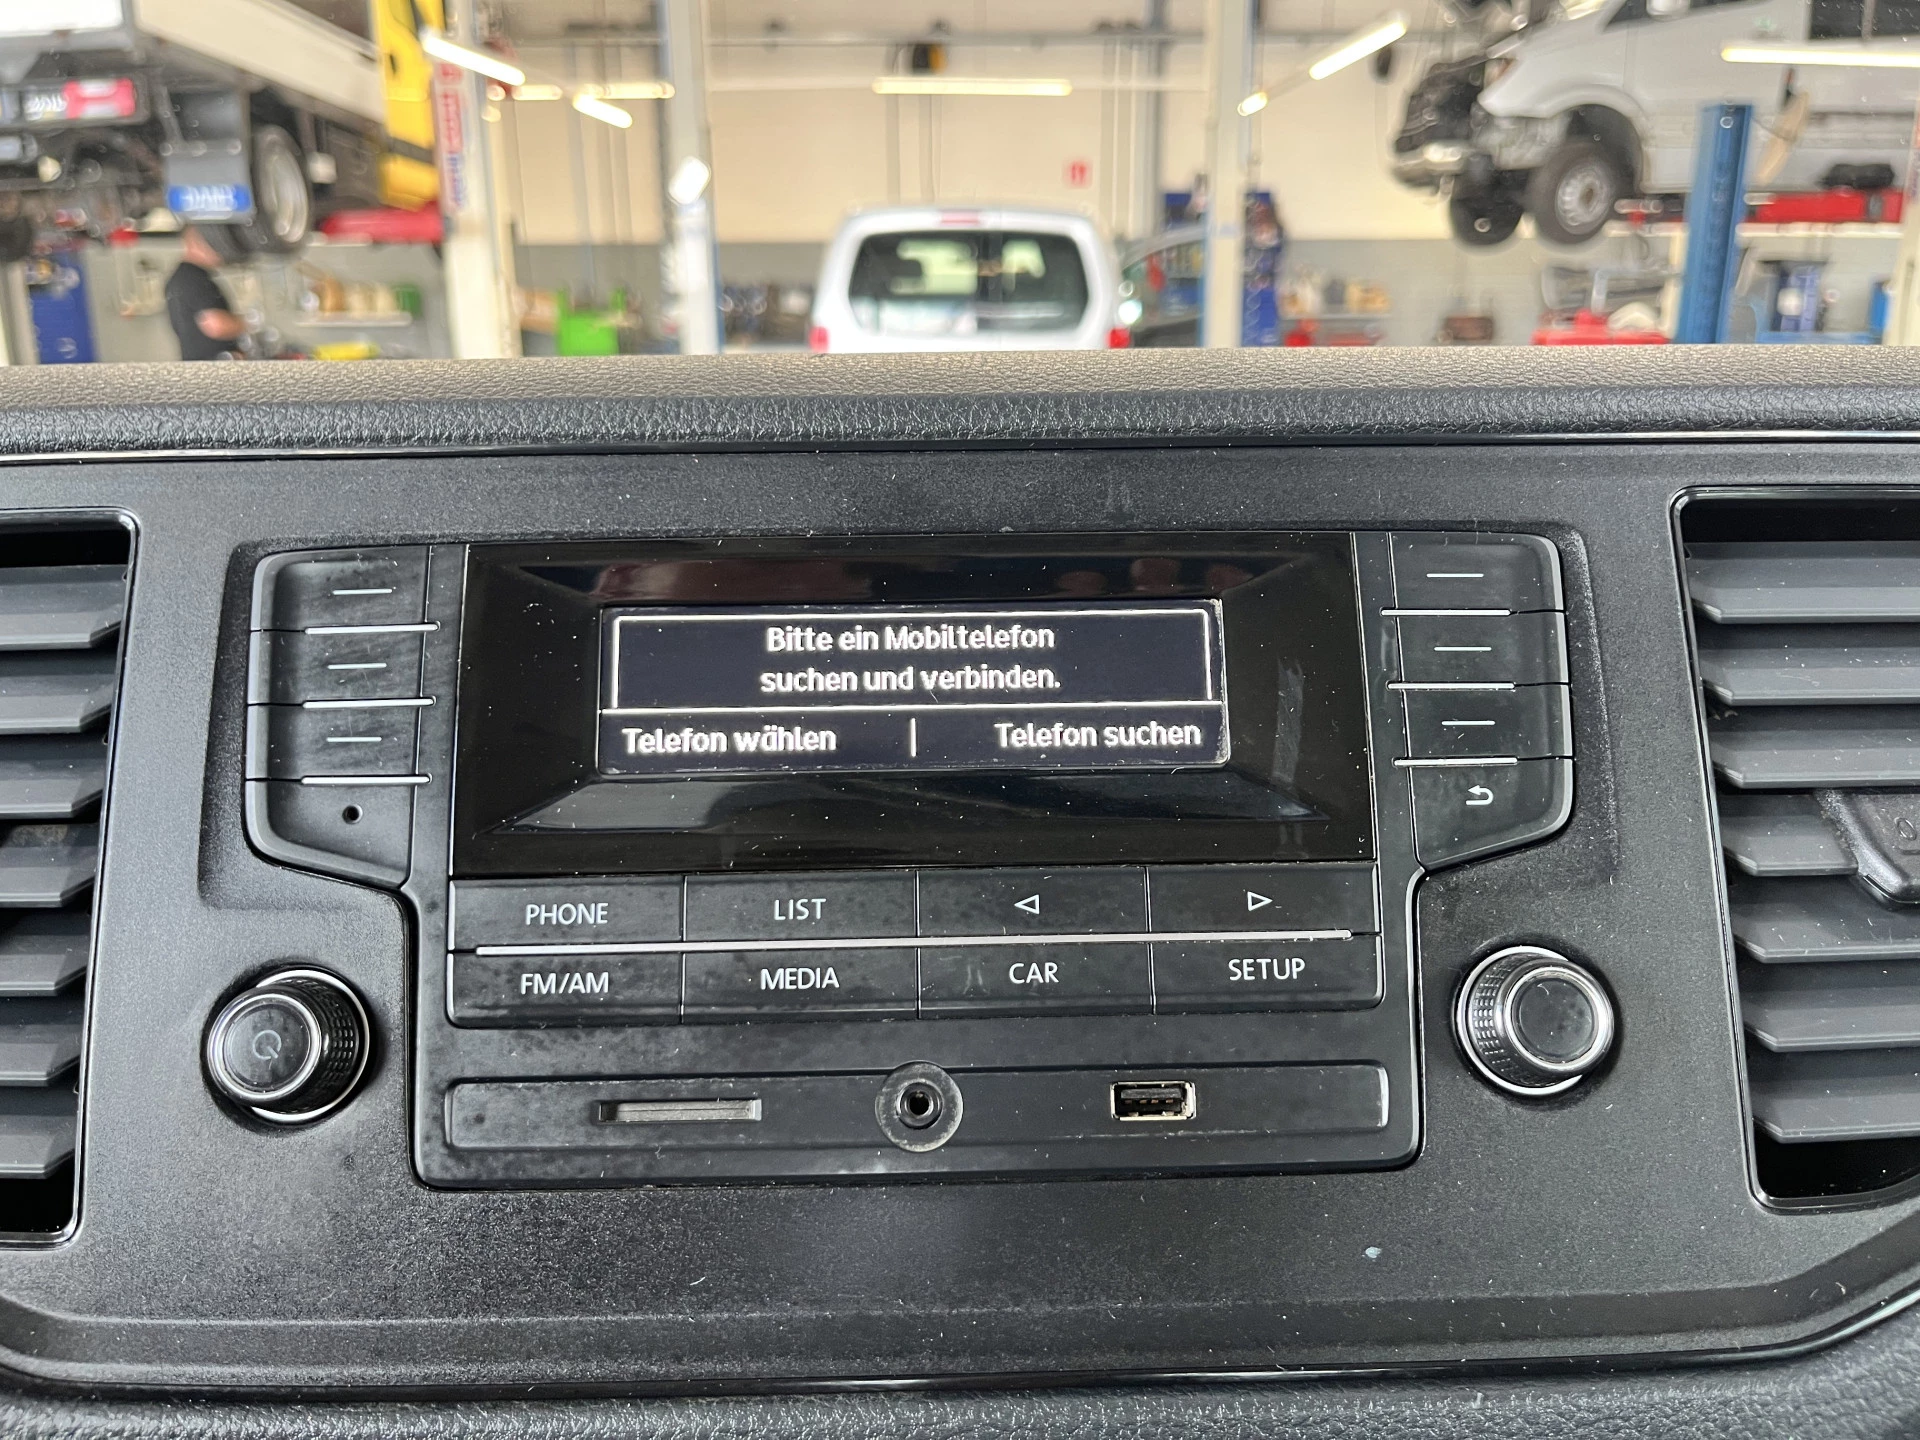 Bitte ein Mobiltelefon
suchen und verbinden.
Telefon wählen | Telefon suchen
PHONE LIST
FM/AM MEDIA CAR SETUP